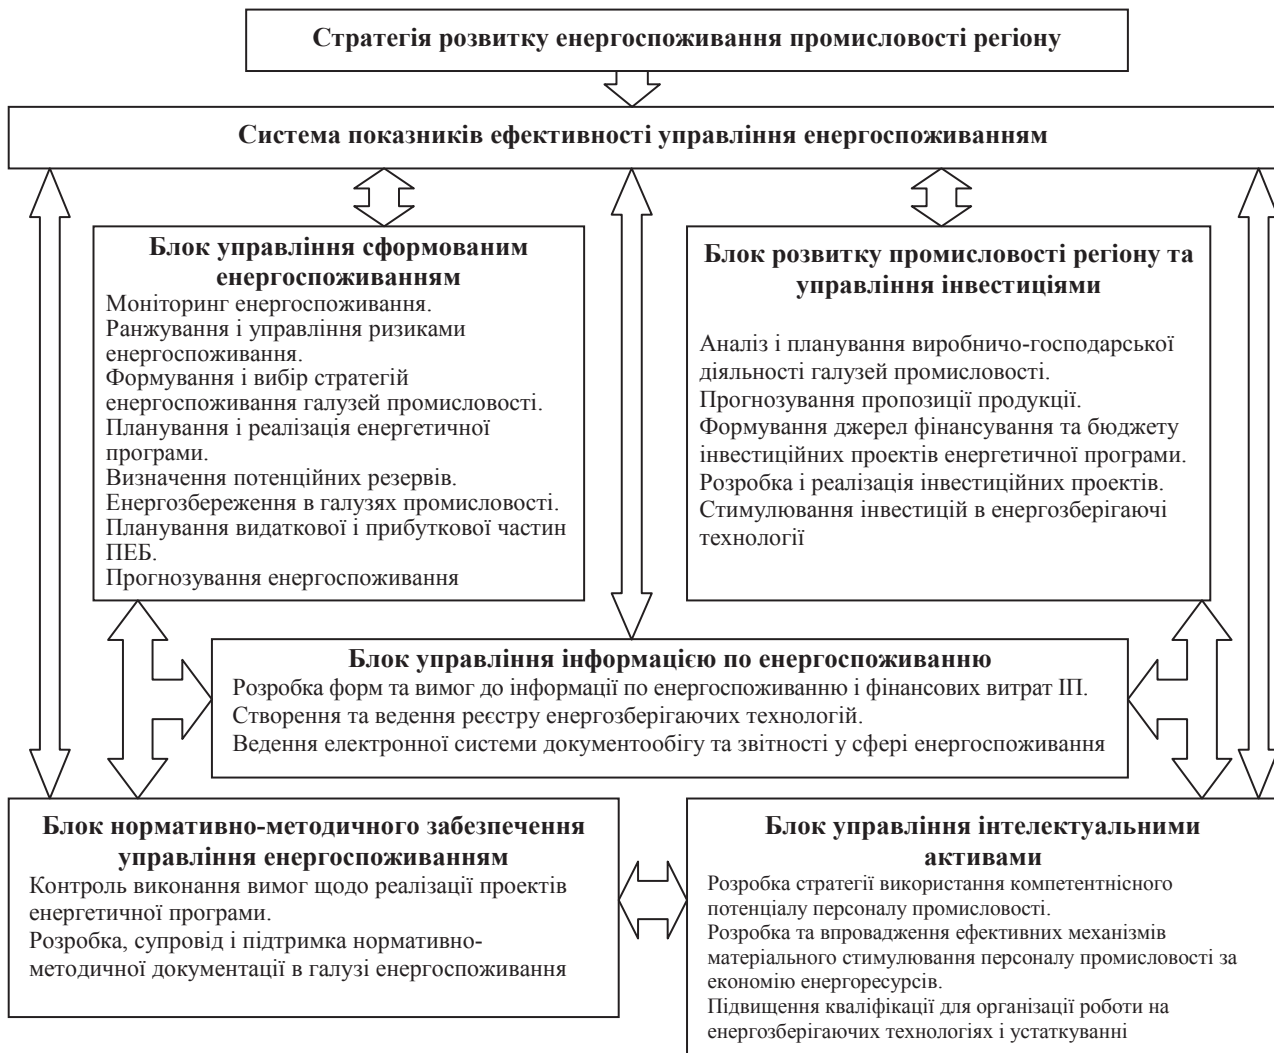 Стратегія розвитку енергоспоживання промисловості регіону
Система показників ефективності управління енергоспоживанням
Блок управління сформованим
енергоспоживанням
Моніторинг енергоспоживання.
Ранжування і управління ризиками
енергоспоживання.
Формування і вибір стратегій
енергоспоживання галузей промисловості.
Планування і реалізація енергетичної
програми.
Визначення потенційних резервів.
Енергозбереження в галузях промисловості.
Планування видаткової і прибуткової частин
ПЕБ.
Прогнозування енергоспоживання
Блок розвитку промисловості регіону та
управління інвестиціями
Аналіз і планування виробничо-господарської
діяльності галузей промисловості.
Прогнозування пропозиції продукції.
Формування джерел фінансування та бюджету
інвестиційних проектів енергетичної програми.
Розробка і реалізація інвестиційних проектів.
Стимулювання інвестицій в енергозберігаючі
технології
Блок управління інформацією по енергоспоживанню
Розробка форм та вимог до інформації по енергоспоживанню і фінансових витрат ІП.
Створення та ведення реєстру енергозберігаючих технологій.
Ведення електронної системи документообігу та звітності у сфері енергоспоживання
Блок нормативно-методичного забезпечення
управління енергоспоживанням
Контроль виконання вимог щодо реалізації проектів
енергетичної програми.
Розробка, супровід і підтримка нормативно-
методичної документації в галузі енергоспоживання
Блок управління інтелектуальними
активами
Розробка стратегії використання компетентнісного
потенціалу персоналу промисловості.
Розробка та впровадження ефективних механізмів
матеріального стимулювання персоналу промисловості за
економію енергоресурсів.
Підвищення кваліфікації для організації роботи на
енергозберігаючих технологіях і устаткуванні